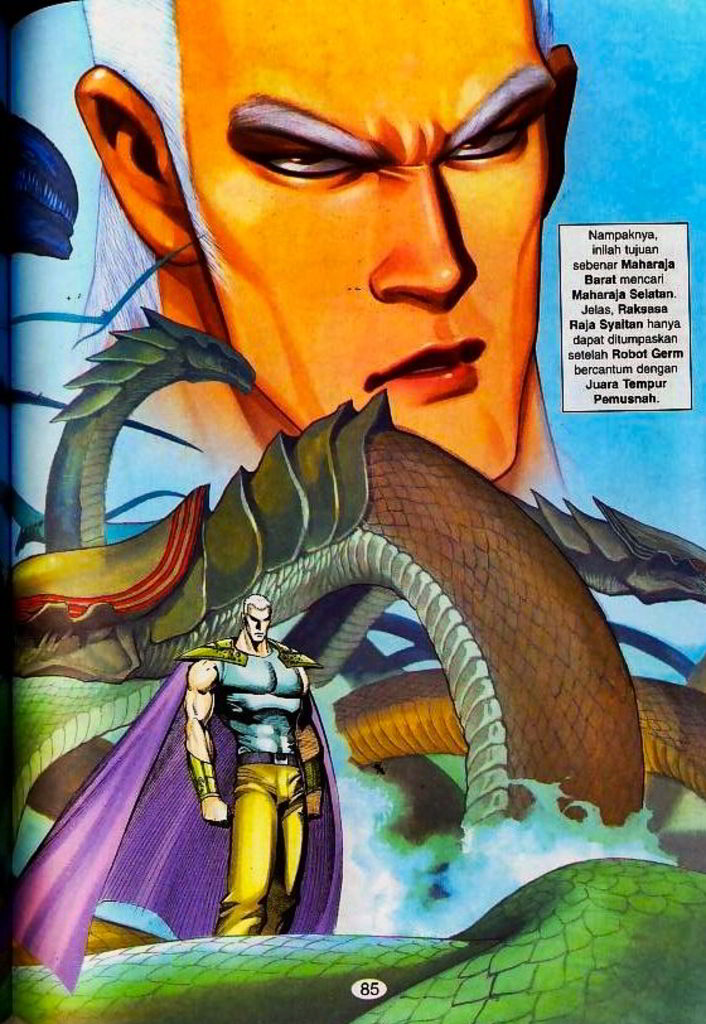 Nampaknya,
inilah tujuan
sebenar Maharaja
Barat mencari
Maharaja Selatan.
Jelas, Raksasa
Raja Syaitan hanya
dapat ditumpaskan
setelah Robot Germ
bercantum dengan
Juara Tempur
Pemusnah.
85